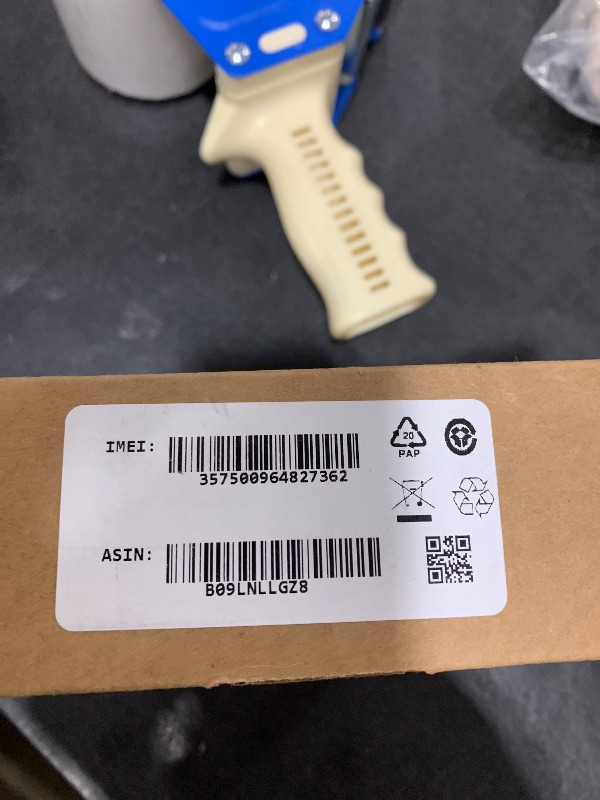 IMEI:
357500964827362
20
PAP
ASIN:
B09LNLLGZ8